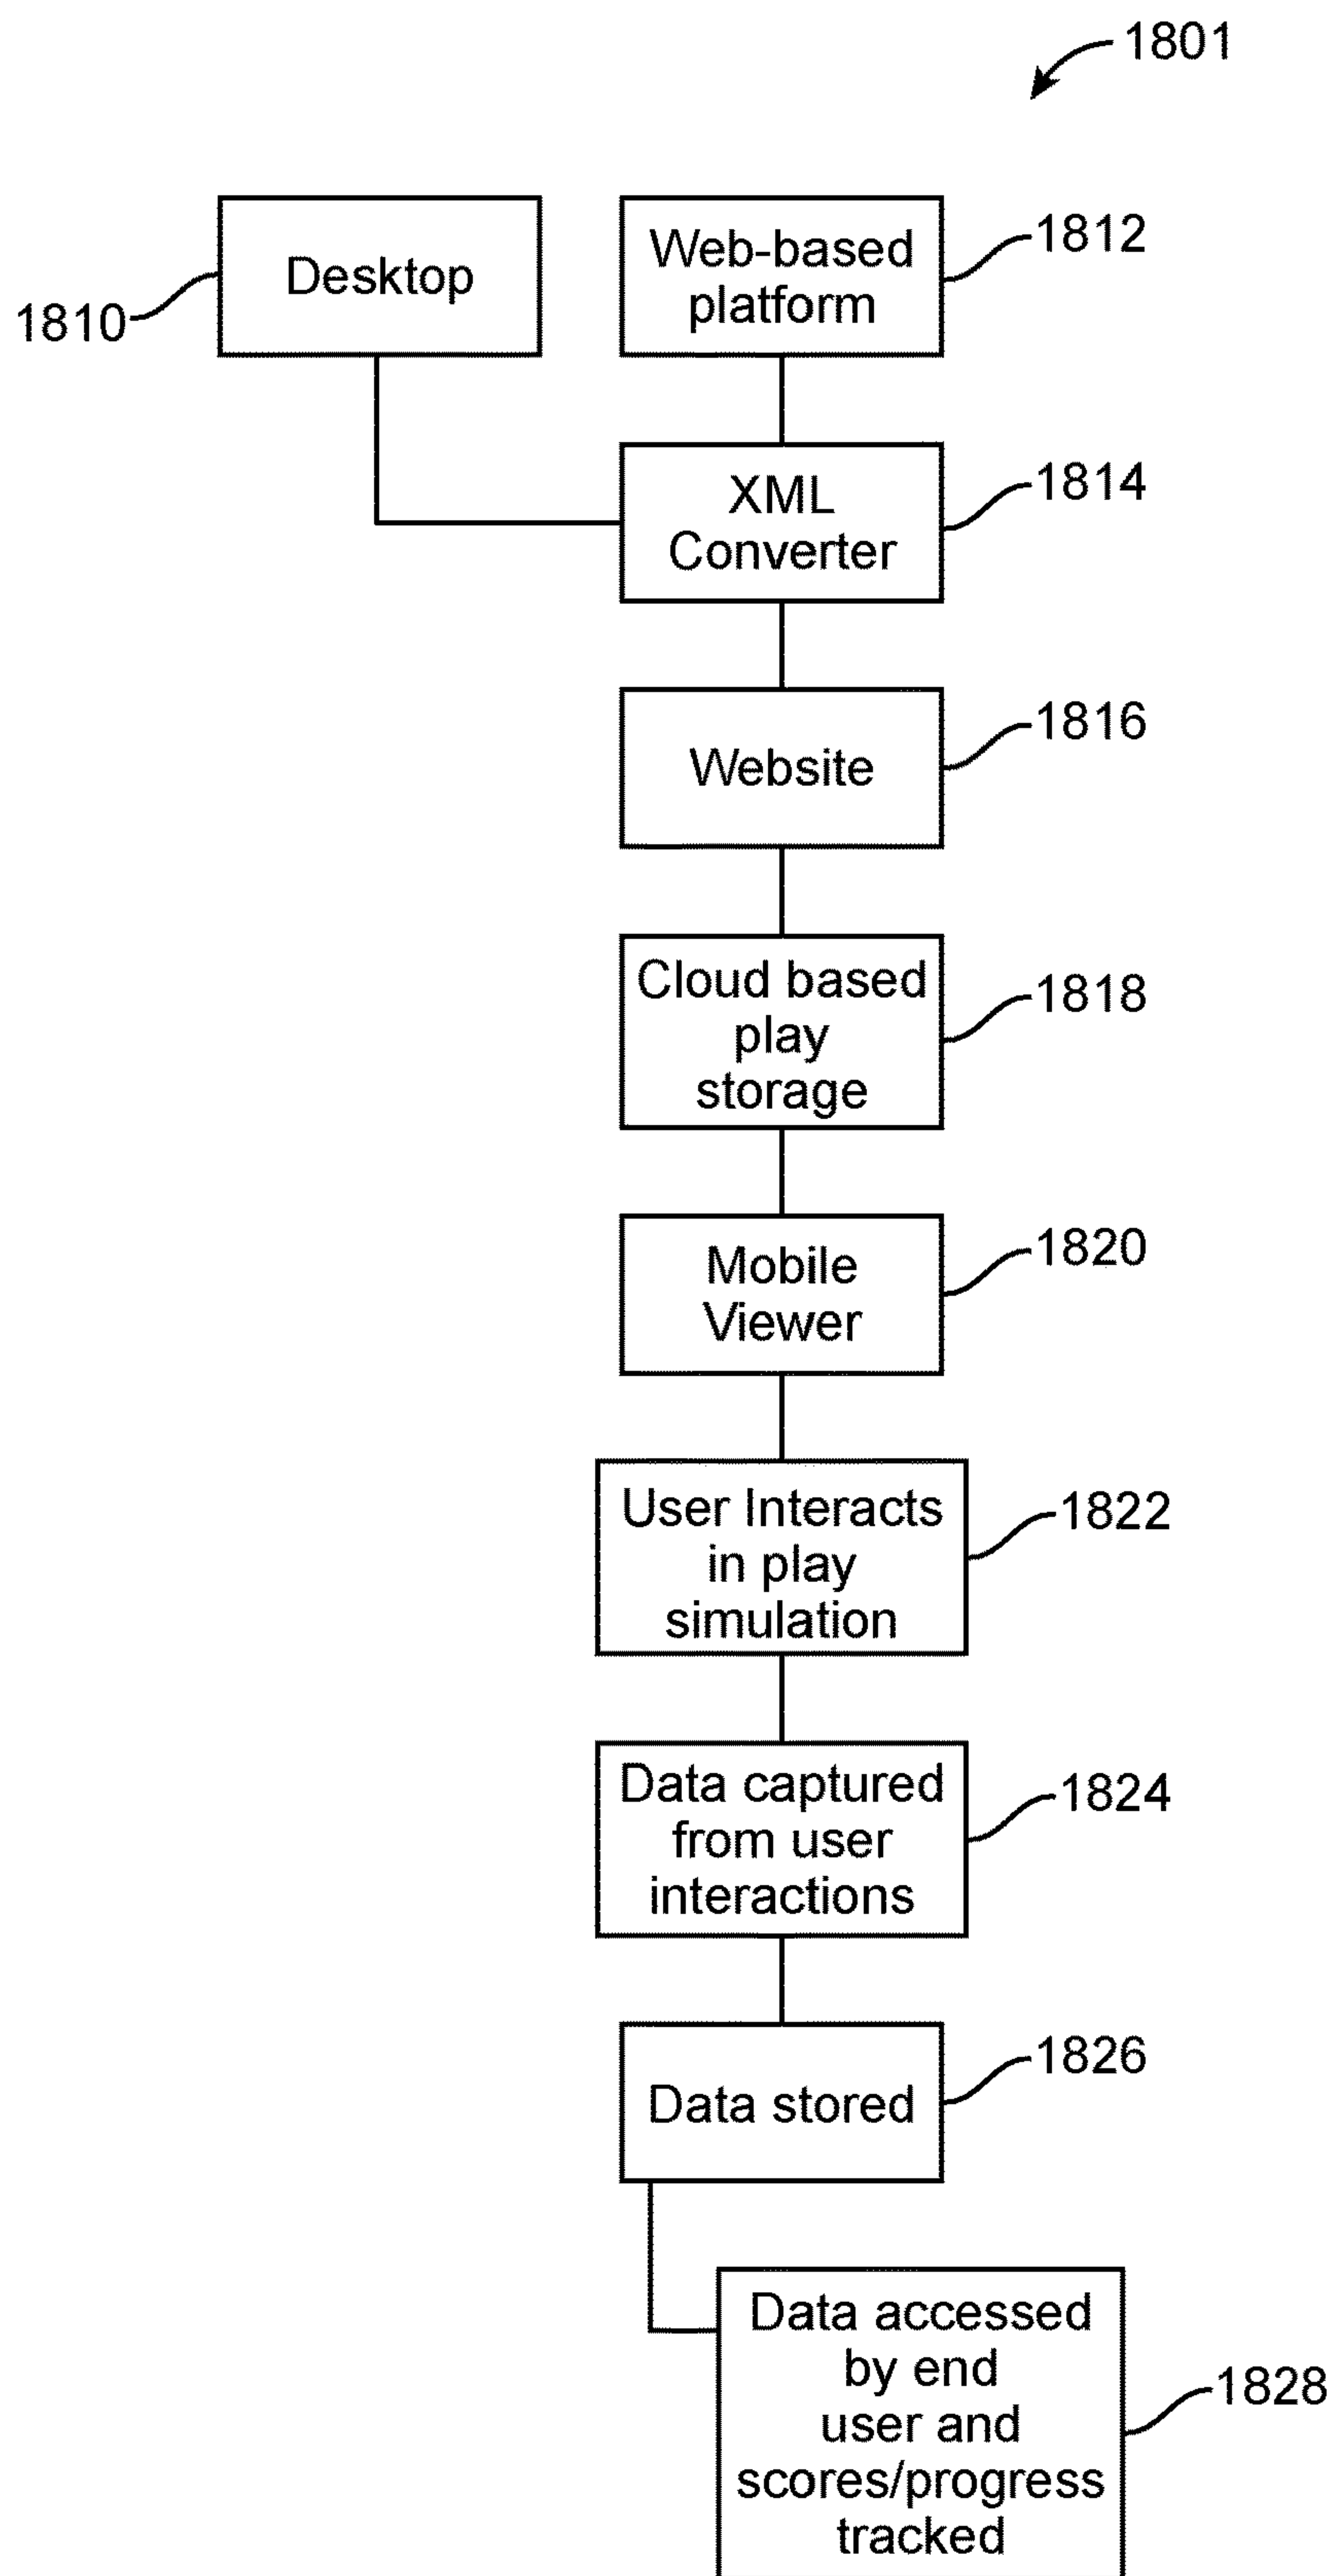 1801
Desktop
1810
Web-based
platform
1812
XML
Converter
1814
Website
1816
Cloud based
play
storage
1818
Mobile
Viewer
1820
User Interacts
in play
simulation
1822
Data captured
from user
interactions
1824
Data stored
1826
Data accessed
by end
user and
scores/progress
tracked
1828